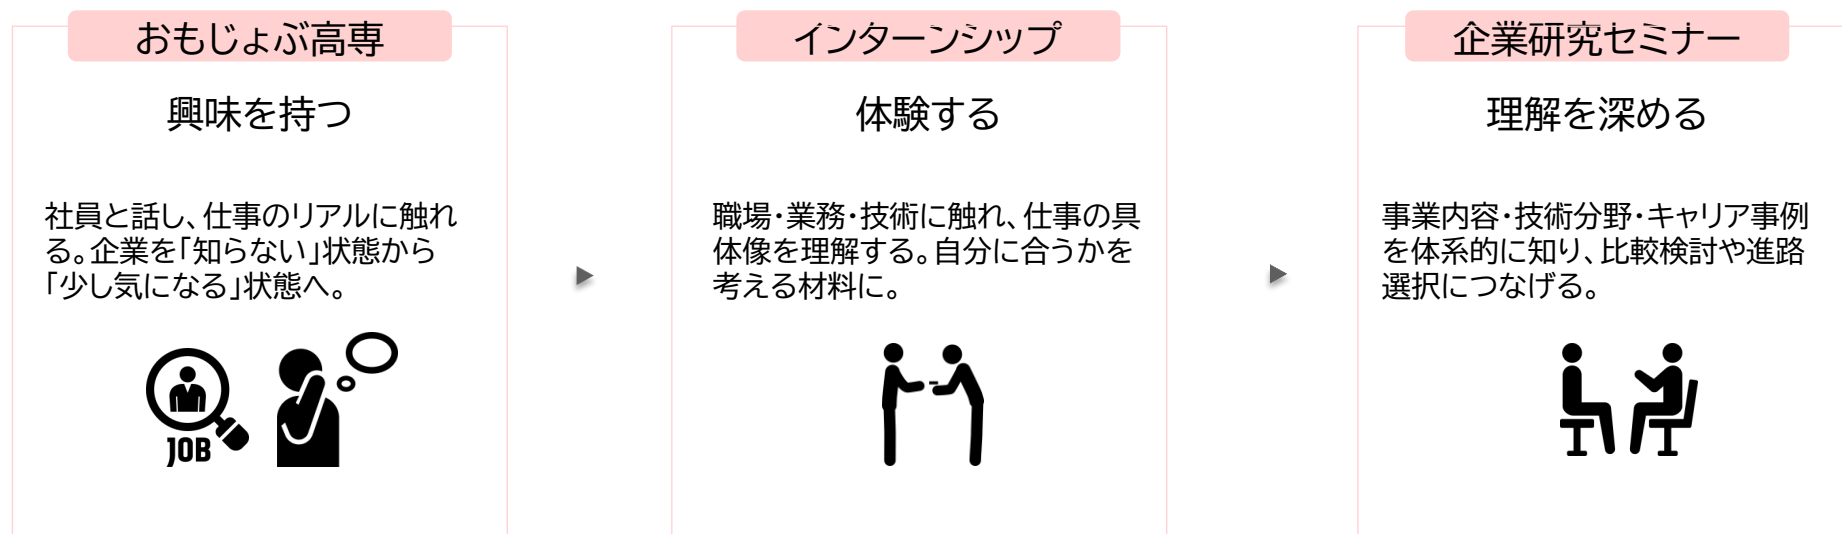 おもじょぶ高専
興味を持つ
社員と話し、仕事のリアルに触れ
る。企業を「知らない」状態から
「少し気になる」状態へ。
JOB
インターンシップ
体験する
職場・業務・技術に触れ、仕事の具
体像を理解する。自分に合うかを
考える材料に。
企業研究セミナー
理解を深める
事業内容・技術分野・キャリア事例
を体系的に知り、比較検討や進路
選択につなげる。